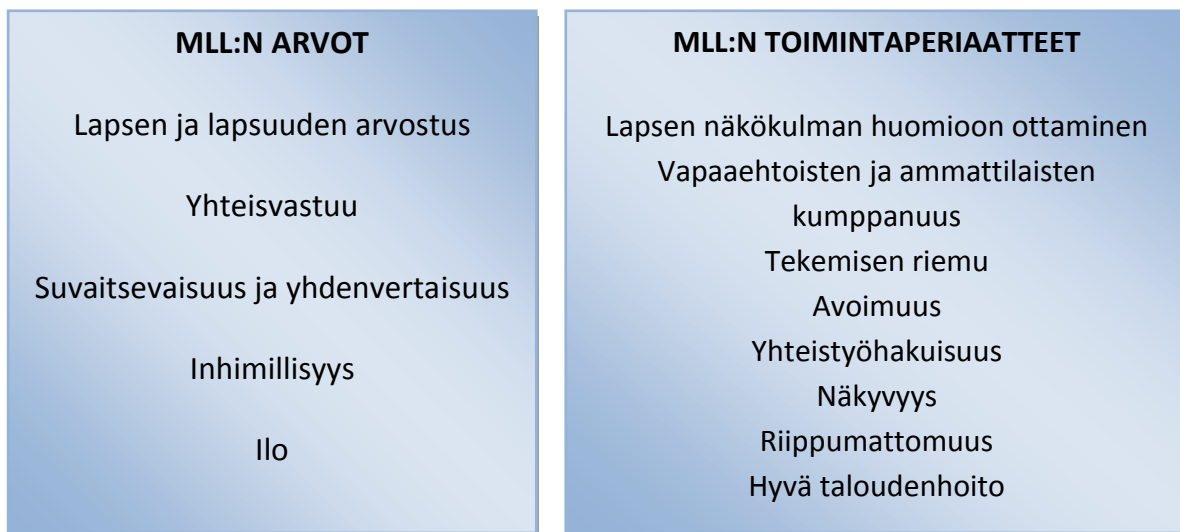 MLL:N ARVOT
Lapsen ja lapsuuden arvostus
Yhteisvastuu
Suvaitsevaisuus ja yhdenvertaisuus
Inhimillisyys
Ilo
MLL:N TOIMINTAPERIAATTEET
Lapsen näkökulman huomioon ottaminen
Vapaaehtoisten ja ammattilaisten
kumppanuus
Tekemisen riemu
Avoimuus
Yhteistyöhakuisuus
Näkyvyys
Riippumattomuus
Hyvä taloudenhoito